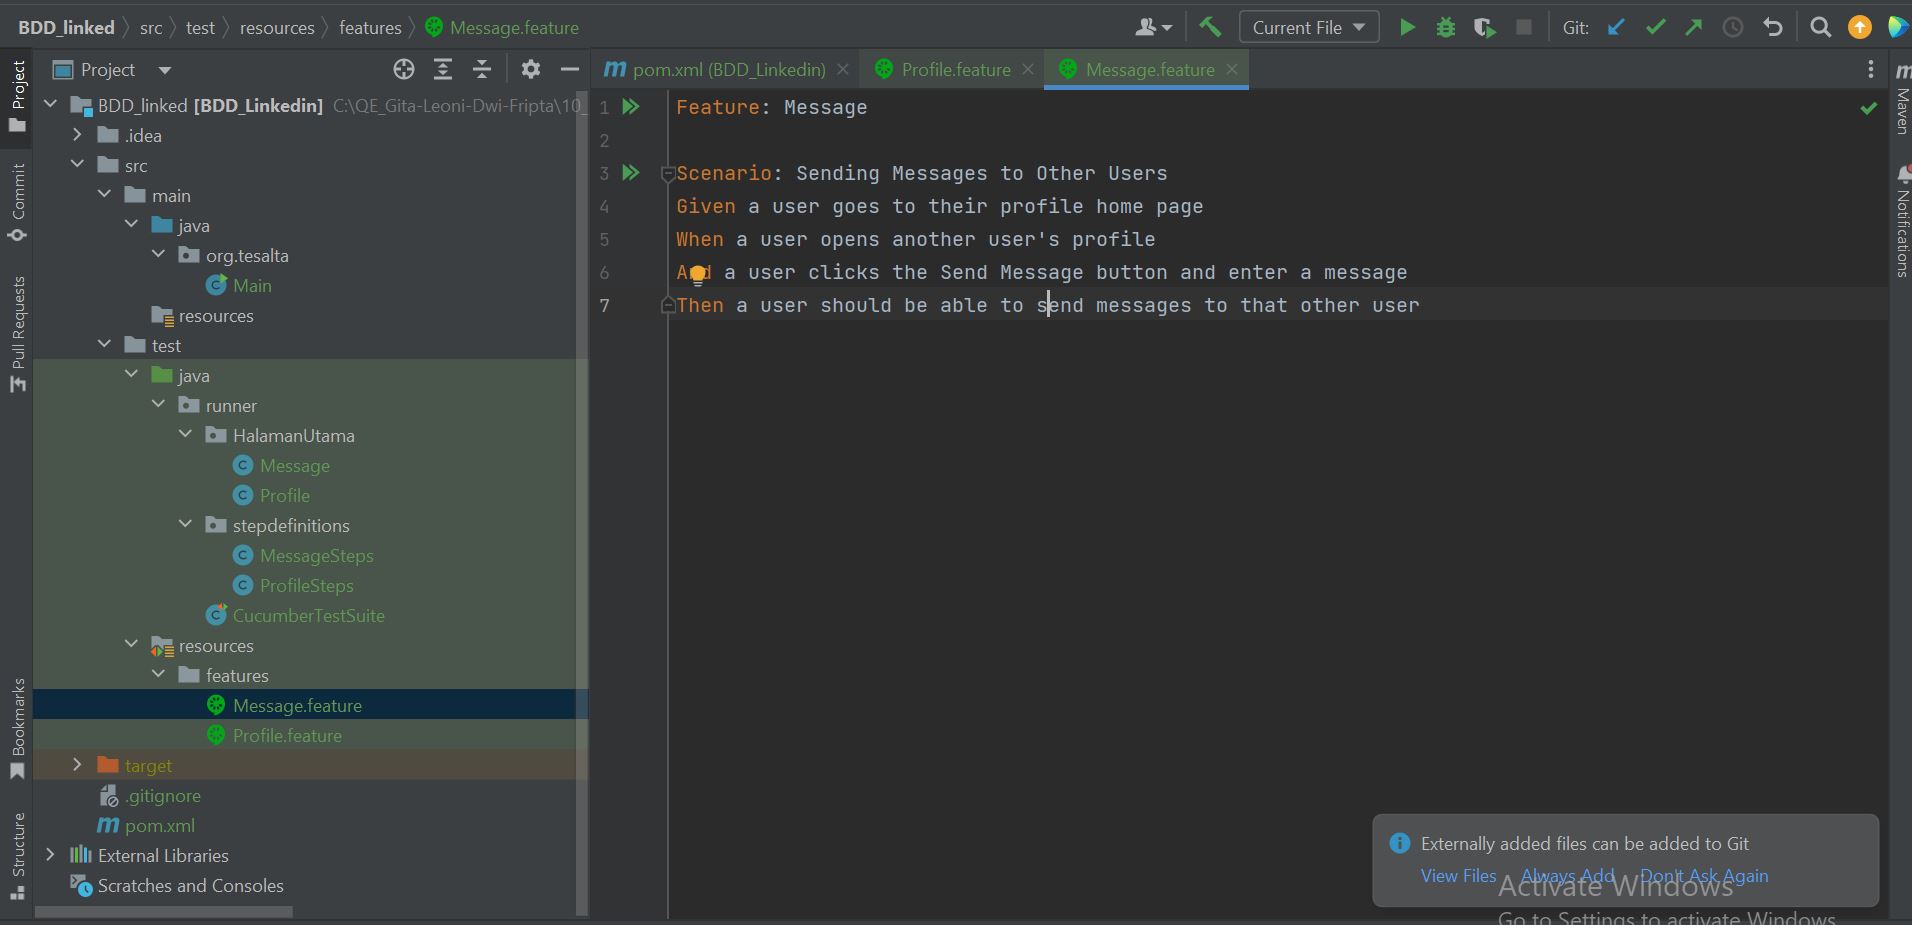 BDD_linked src test resources features Message.feature
Current File
Git:
Project
pom.xml (BDD_Linkedin)
Profile.feature
Message.feature
Project
Commit
Pull Requests
Bookmarks
Structure
BDD_linked [BDD_Linkedin] C:\QE_Gita-Leoni-Dwi-Fripta\10_
.idea
src
main
java
org.tesalta
Main
resources
test
java
runner
HalamanUtama
Message
Profile
stepdefinitions
MessageSteps
ProfileSteps
CucumberTestSuite
resources
features
Message.feature
Profile.feature
target
.gitignore
pom.xml
External Libraries
Scratches and Consoles
1 Feature: Message
2
3 Scenario: Sending Messages to Other Users
4 Given a user goes to their profile home page
5 When a user opens another user's profile
6 And a user clicks the Send Message button and enter a message
7 Then a user should be able to send messages to that other user
Maven
Notifications
Externally added files can be added to Git
View Files Always Add Don't Ask Again
Activate Windows
Go to Settings to activate Windows.